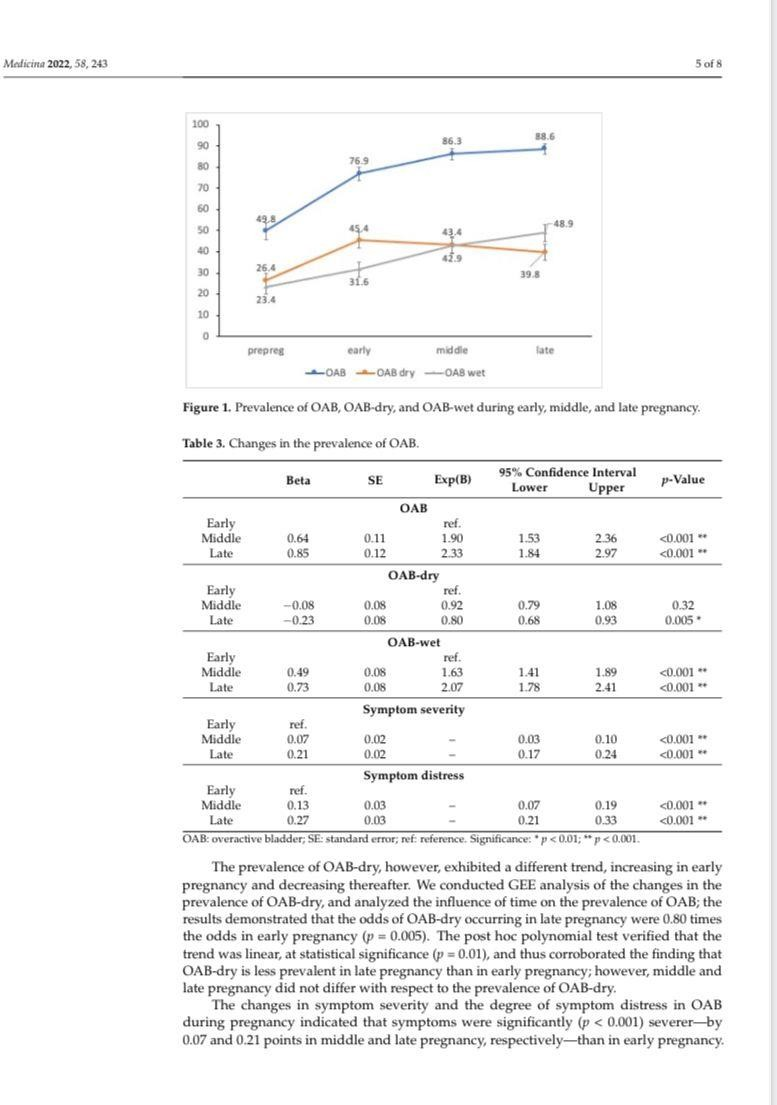 Medicina 2022, 58, 243
5 of 8
100
90
80
70
60
50
40
30
20
10
0
49.8
76.9
86.3
88.6
26.4
45.4
43.4
39.8
23.4
31.6
42.9
48.9
prepreg early middle late
OAB OAB dry OAB wet
Figure 1. Prevalence of OAB, OAB-dry, and OAB-wet during early, middle, and late pregnancy.
Table 3. Changes in the prevalence of OAB.
Beta SE Exp(B) 95% Confidence Interval p-Value
Lower Upper
OAB
Early ref.
Middle 0.64 0.11 1.90 1.53 2.36 <0.001 **
Late 0.85 0.12 2.33 1.84 2.97 <0.001 **
OAB-dry
Early ref.
Middle −0.08 0.08 0.92 0.79 1.08 0.32
Late −0.23 0.08 0.80 0.68 0.93 0.005 *
OAB-wet
Early ref.
Middle 0.49 0.08 1.63 1.41 1.89 <0.001 **
Late 0.73 0.08 2.07 1.78 2.41 <0.001 **
Symptom severity
Early ref.
Middle 0.07 0.02 – 0.03 0.10 <0.001 **
Late 0.21 0.02 – 0.17 0.24 <0.001 **
Symptom distress
Early ref.
Middle 0.13 0.03 – 0.07 0.19 <0.001 **
Late 0.27 0.03 – 0.21 0.33 <0.001 **
OAB: overactive bladder; SE: standard error; ref: reference. Significance: * p < 0.01; ** p < 0.001.
The prevalence of OAB-dry, however, exhibited a different trend, increasing in early
pregnancy and decreasing thereafter. We conducted GEE analysis of the changes in the
prevalence of OAB-dry, and analyzed the influence of time on the prevalence of OAB; the
results demonstrated that the odds of OAB-dry occurring in late pregnancy were 0.80 times
the odds in early pregnancy (p = 0.005). The post hoc polynomial test verified that the
trend was linear, at statistical significance (p = 0.01), and thus corroborated the finding that
OAB-dry is less prevalent in late pregnancy than in early pregnancy; however, middle and
late pregnancy did not differ with respect to the prevalence of OAB-dry.
The changes in symptom severity and the degree of symptom distress in OAB
during pregnancy indicated that symptoms were significantly (p < 0.001) severer—by
0.07 and 0.21 points in middle and late pregnancy, respectively—than in early pregnancy.